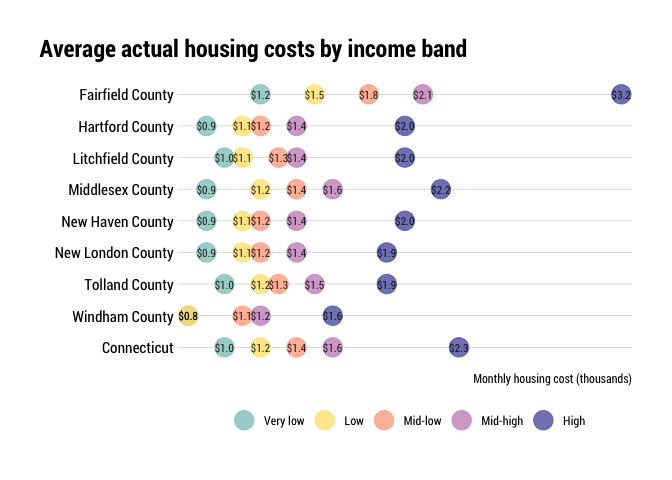 Average actual housing costs by income band
Fairfield County $1.2 $1.5 $1.8 $2.1 $3.2
Hartford County $0.9 $1.1 $1.2 $1.4 $2.0
Litchfield County $1.0 $1.1 $1.3 $1.4 $2.0
Middlesex County $0.9 $1.2 $1.4 $1.6 $2.2
New Haven County $0.9 $1.1 $1.2 $1.4 $2.0
New London County $0.9 $1.1 $1.2 $1.4 $1.9
Tolland County $1.0 $1.2 $1.3 $1.5 $1.9
Windham County $0.8 $1.1 $1.2 $1.6
Connecticut $1.0 $1.2 $1.4 $1.6 $2.3
Monthly housing cost (thousands)
Very low Low Mid-low Mid-high High